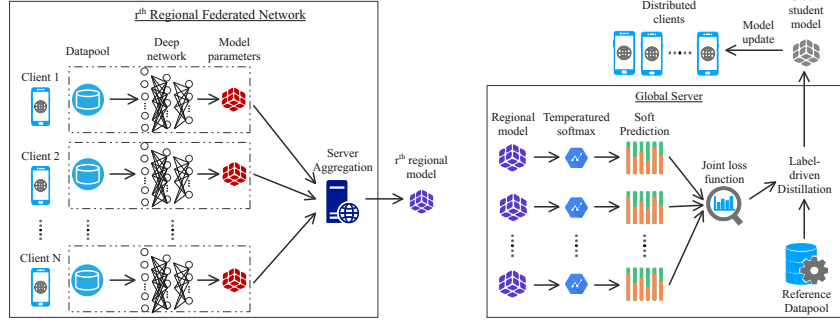 rth Regional Federated Network
Datapool
Deep
network
Model
parameters
Client 1
Client 2
Client N
Server
Aggregation
rth regional
model
Distributed
clients
Model
update
student
model
Global Server
Regional
model
Temperatured
softmax
Soft
Prediction
Joint loss
function
Label-
driven
Distillation
Reference
Datapool